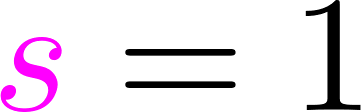 s = 1